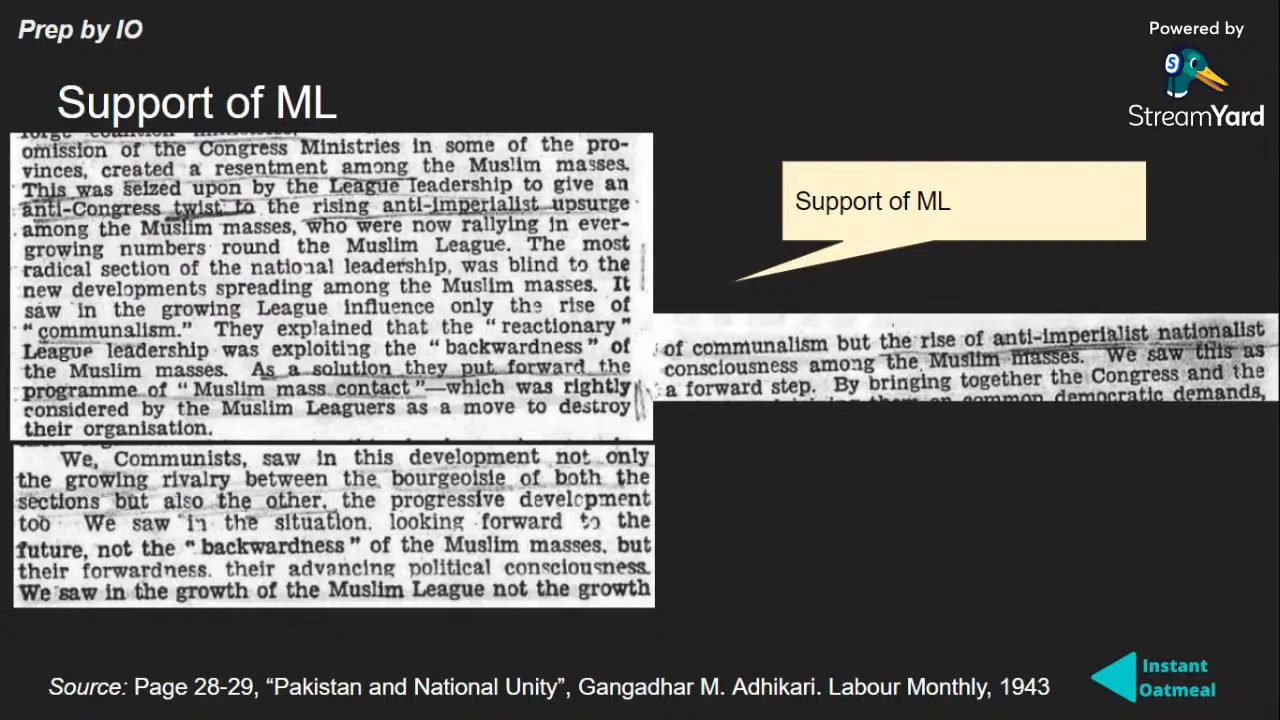 Prep by IO
Powered by
StreamYard
Support of ML
omission of the Congress Ministries in some of the pro-
vinces, created a resentment among the Muslim masses.
This was seized upon by the League leadership to give an
anti-Congress twist to the rising anti-imperialist upsurge
among the Muslim masses, who were now rallying in ever-
growing numbers round the Muslim League. The most
radical section of the national leadership, was blind to the
new developments spreading among the Muslim masses. It
saw in the growing League influence only the rise of
"communalism." They explained that the "reactionary"
League leadership was exploiting the "backwardness" of
the Muslim masses. As a solution they put forward the
programme of "Muslim mass contact"—which was rightly
considered by the Muslim Leaguers as a move to destroy
their organisation.
We, Communists, saw in this development not only
the growing rivalry between the bourgeoisie of both the
sections but also the other, the progressive development
too We saw in the situation, looking forward to the
future, not the "backwardness" of the Muslim masses, but
their forwardness, their advancing political consciousness.
We saw in the growth of the Muslim League not the growth
Support of ML
of communalism but the rise of anti-imperialist nationalist
consciousness among the Muslim masses. We saw this as
a forward step. By bringing together the Congress and the
common democratic demands,
Source: Page 28-29, “Pakistan and National Unity”, Gangadhar M. Adhikari. Labour Monthly, 1943
Instant
Oatmeal